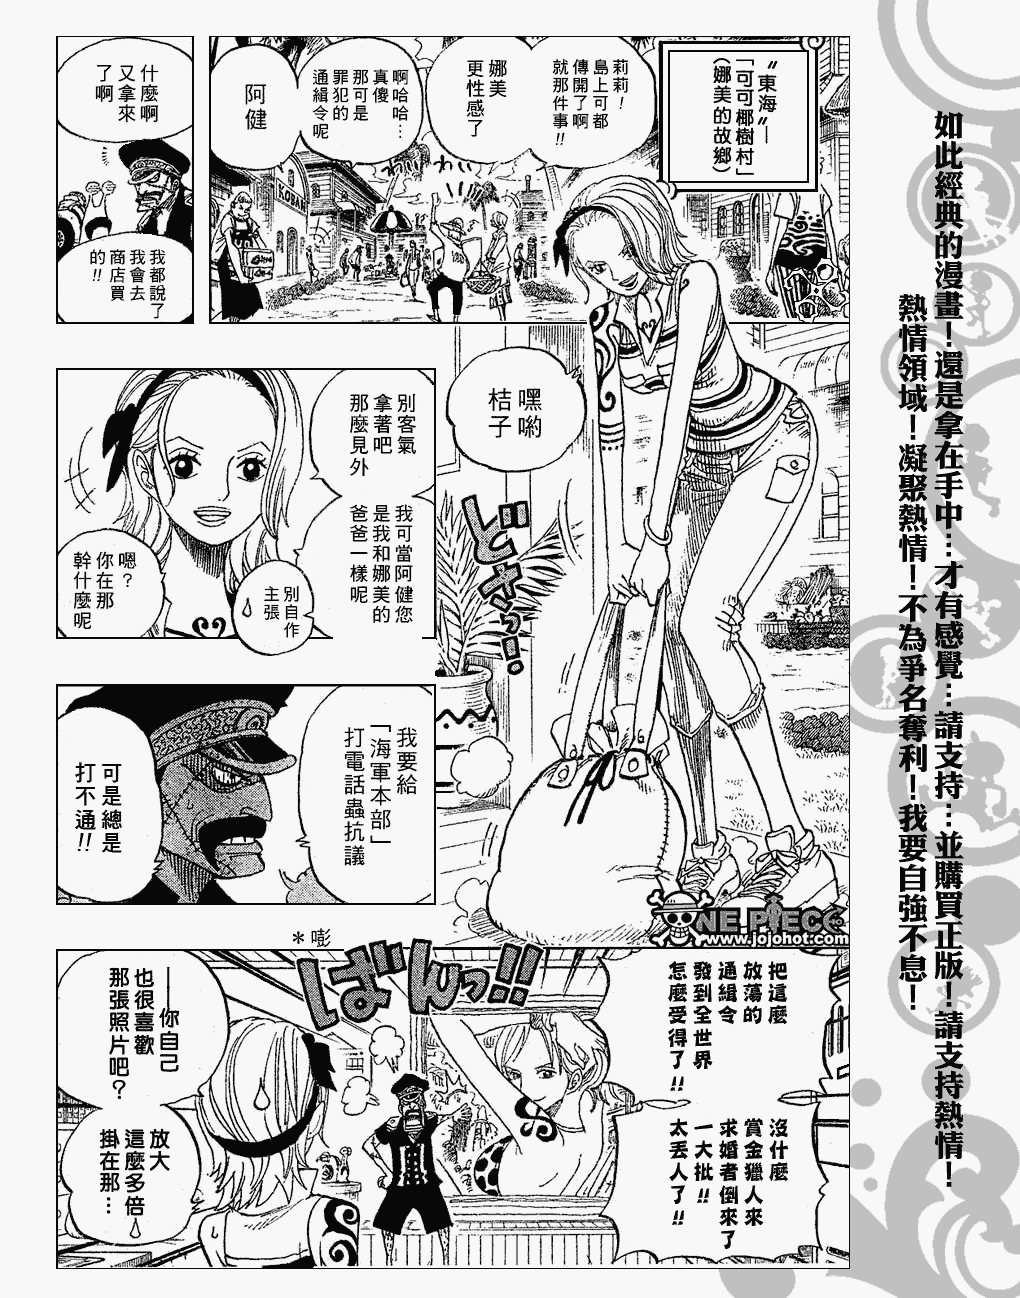 如此經典的漫畫！還是拿在手中…才有感覺…請支持…並購買正版！請支持熱情！
熱情領域！凝聚熱情！不為爭名奪利！我要自強不息！
〝東海〞—
「可可椰樹村」
（娜美的故鄉）
莉莉！
島上可都
傳開了啊
就那件事!!
娜美
更性感了
啊哈哈…
真傻
那可是
罪犯的
通緝令呢
阿健
KOBAN
わい
わい
什麼啊
又拿來
了啊
我都說了
我會去
商店買
的!!
嘿喲
桔子
どさっ!!
別客氣
拿著吧
那麼見外
我可當阿健您
是我和娜美的
爸爸一樣呢
別自作
主張
嗯？
你在那
幹什麼呢
我要給
「海軍本部」
打電話蟲抗議
可是總是
打不通!!
ONE PIECE
www.jojohot.com
＊嘭
ばんっ!!
把這麼
放蕩的
通緝令
發到全世界
怎麼受得了!!
沒什麼
賞金獵人來
求婚者倒來了
一大批!!
太丟人了!!
——你自己
也很喜歡
那張照片吧？
放大
這麼多倍
掛在那…